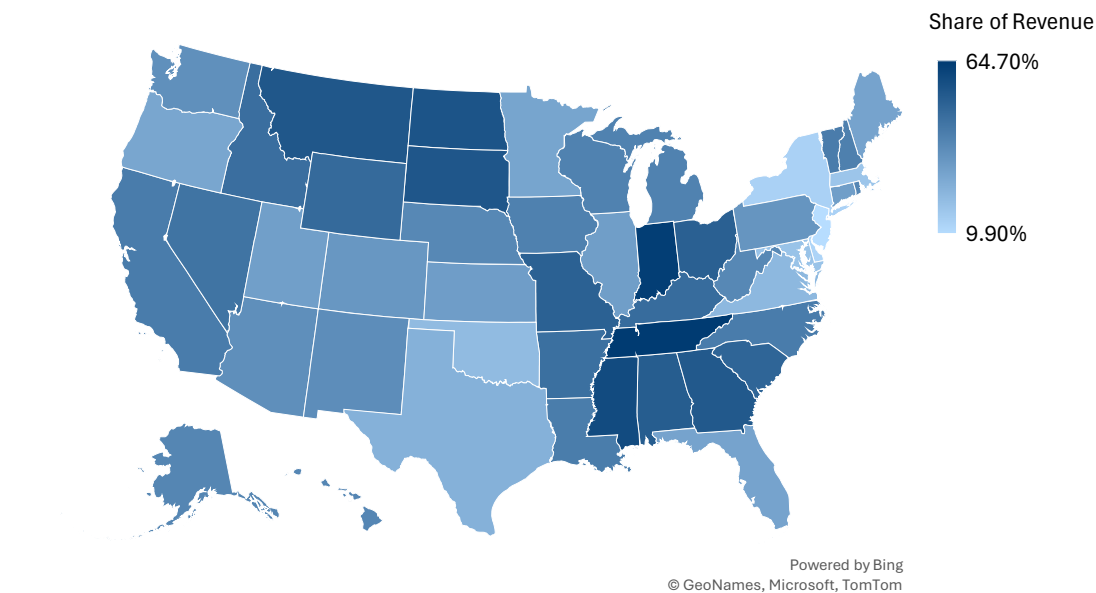 Share of Revenue
64.70%
9.90%
Powered by Bing
© GeoNames, Microsoft, TomTom